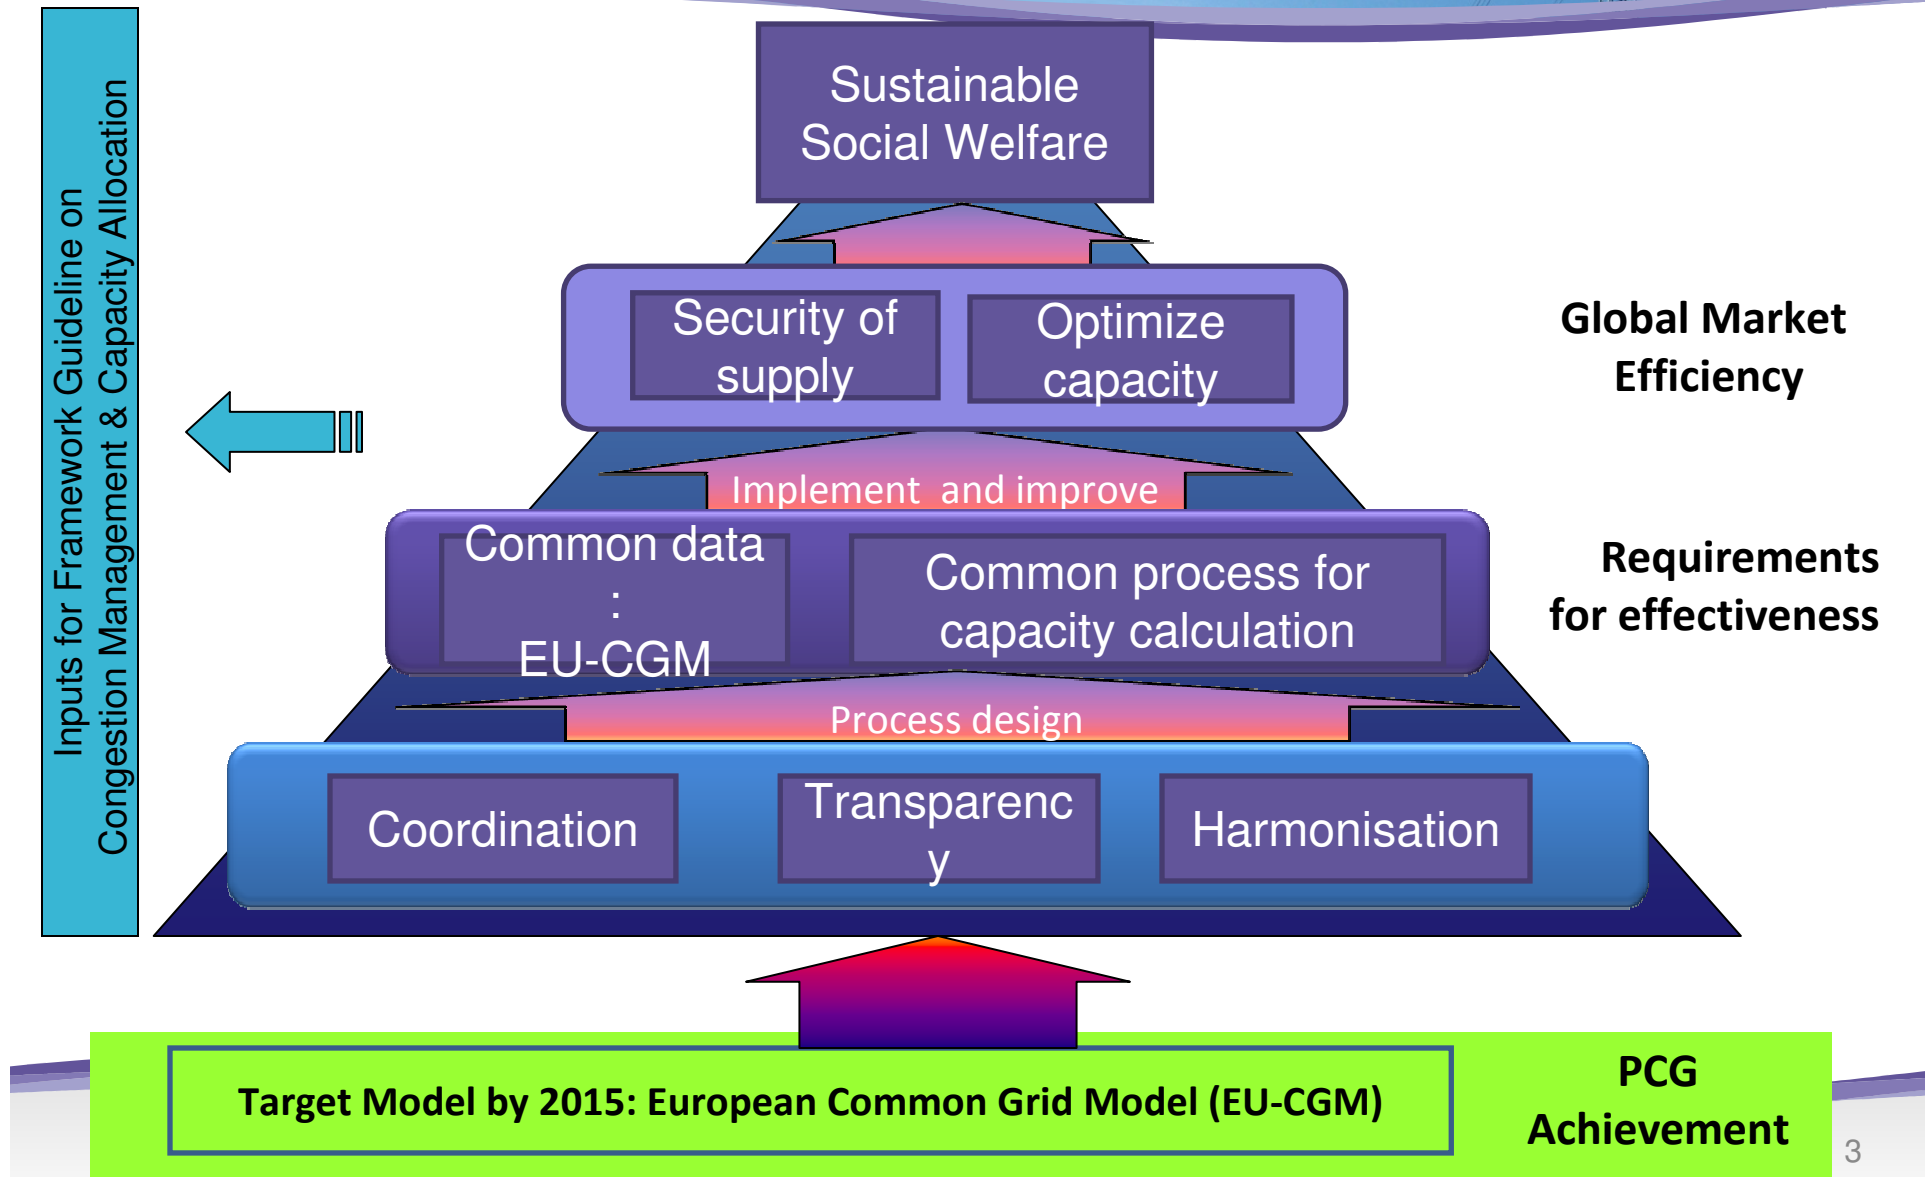 Sustainable
Social Welfare
Security of
supply
Optimize
capacity
Global Market
Efficiency
Inputs for Framework Guideline on
Congestion Management & Capacity Allocation
Implement and improve
Common data
:
EU-CGM
Common process for
capacity calculation
Requirements
for effectiveness
Process design
Coordination
Transparenc
y
Harmonisation
Target Model by 2015: European Common Grid Model (EU-CGM)
PCG
Achievement
3